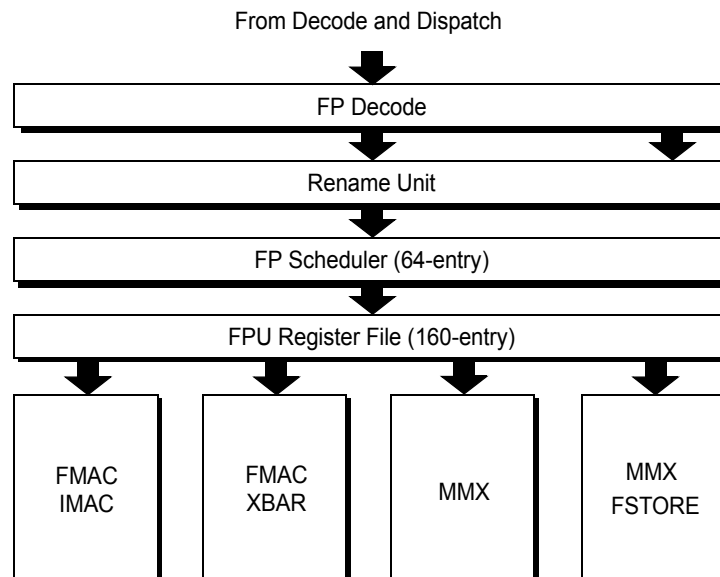 From Decode and Dispatch
FP Decode
Rename Unit
FP Scheduler (64-entry)
FPU Register File (160-entry)
FMAC
IMAC
FMAC
XBAR
MMX
MMX
FSTORE